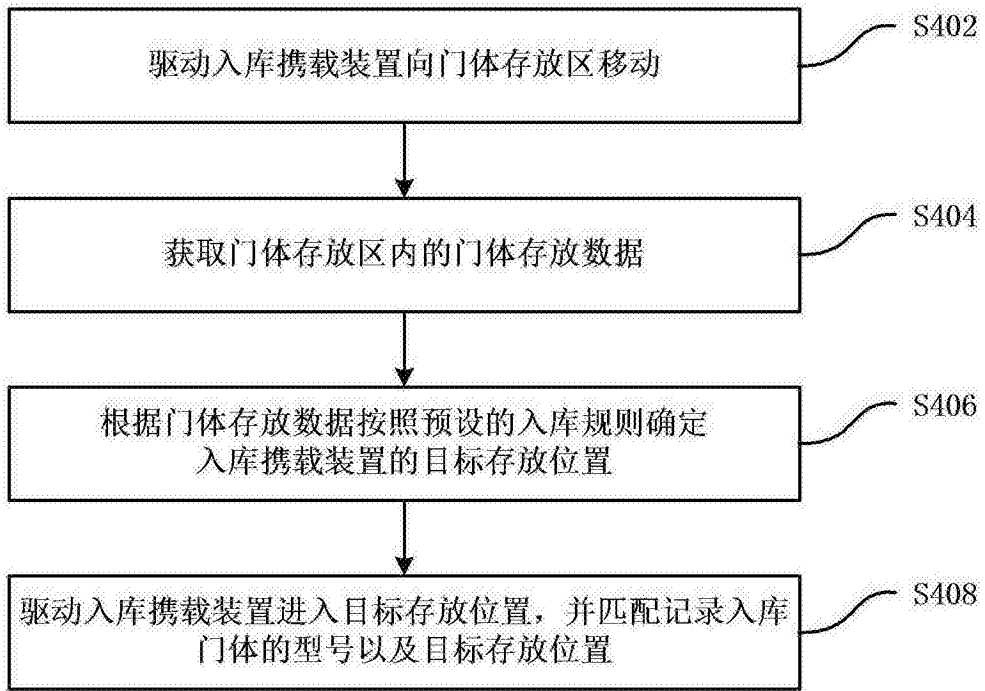 驱动入库携载装置向门体存放区移动
S402
获取门体存放区内的门体存放数据
S404
根据门体存放数据按照预设的入库规则确定
入库携载装置的目标存放位置
S406
驱动入库携载装置进入目标存放位置，并匹配记录入库
门体的型号以及目标存放位置
S408